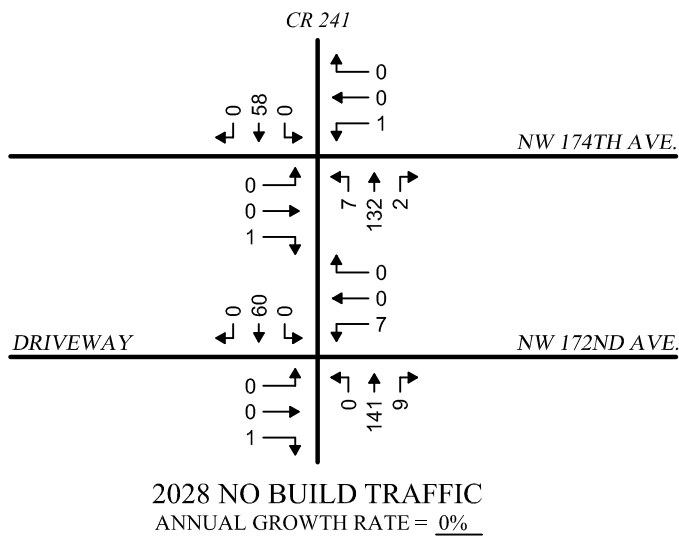 CR 241
0 58 0
0
0
1
NW 174TH AVE.
0
0
1
7 132 2
0
0
7
0 60 0
DRIVEWAY
NW 172ND AVE.
0
0
1
0 141 9
2028 NO BUILD TRAFFIC
ANNUAL GROWTH RATE = 0%